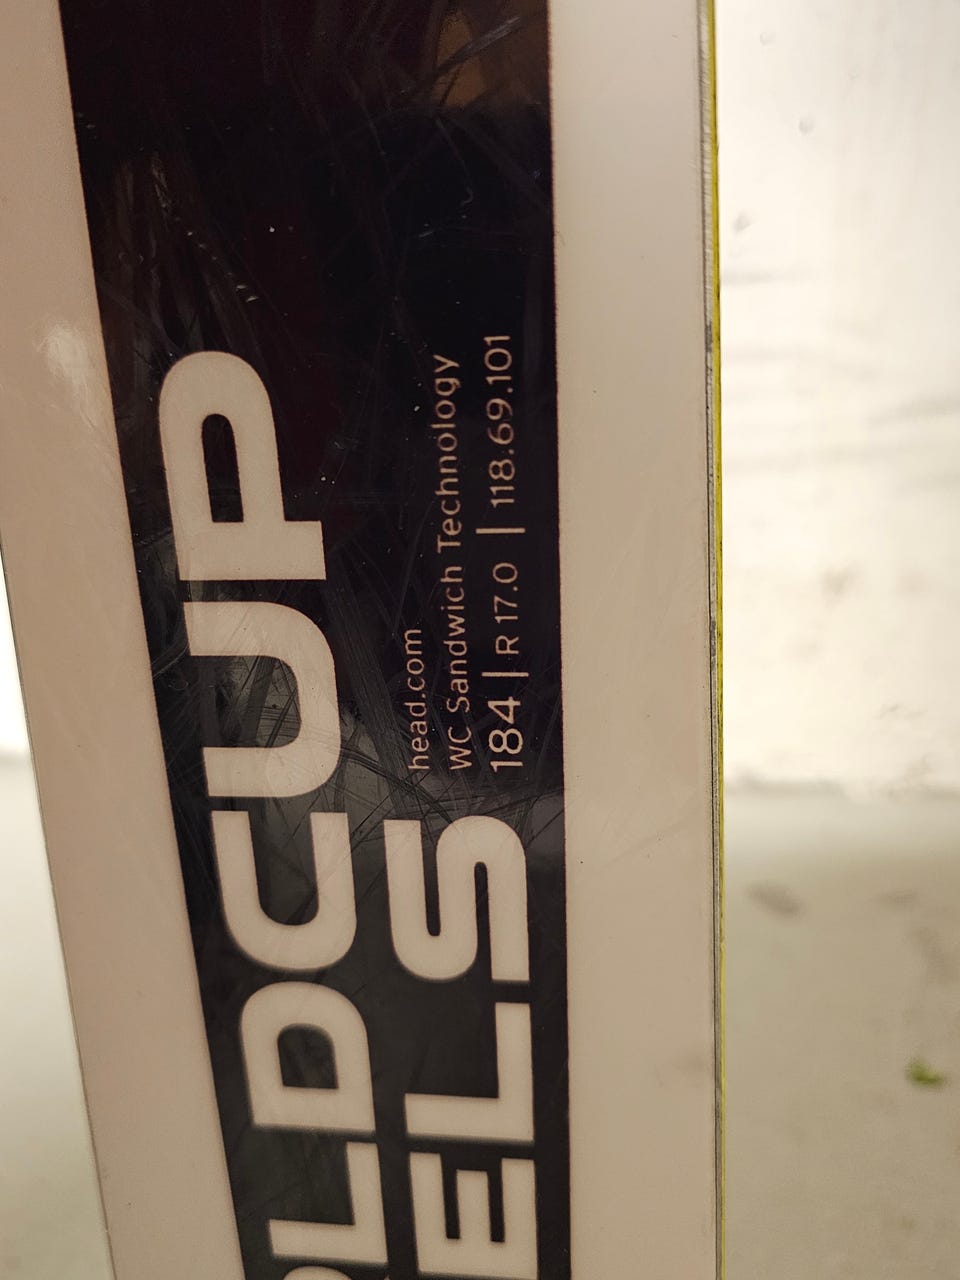 LDCUP
ELS
head.com
WC Sandwich Technology
184 | R 17.0 | 118.69.101